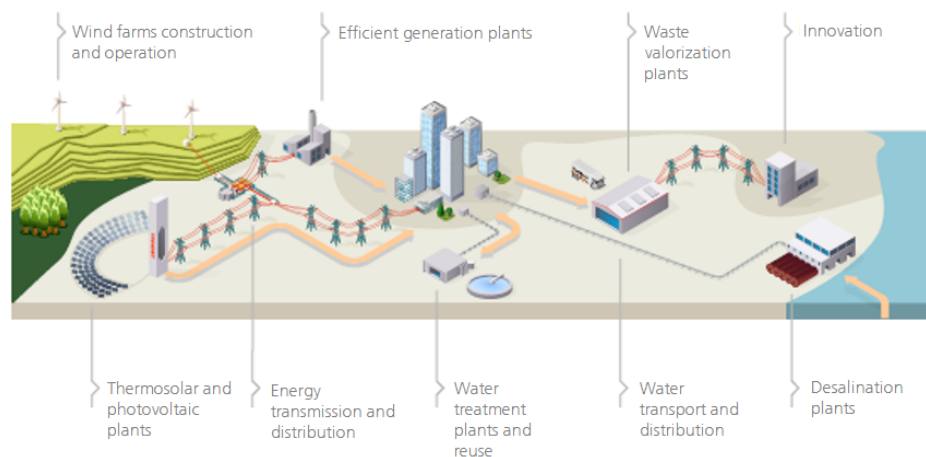 Wind farms construction
and operation
Efficient generation plants
Waste
valorization
plants
Innovation
Thermosolar and
photovoltaic
plants
Energy
transmission and
distribution
Water
treatment
plants and
reuse
Water
transport and
distribution
Desalination
plants